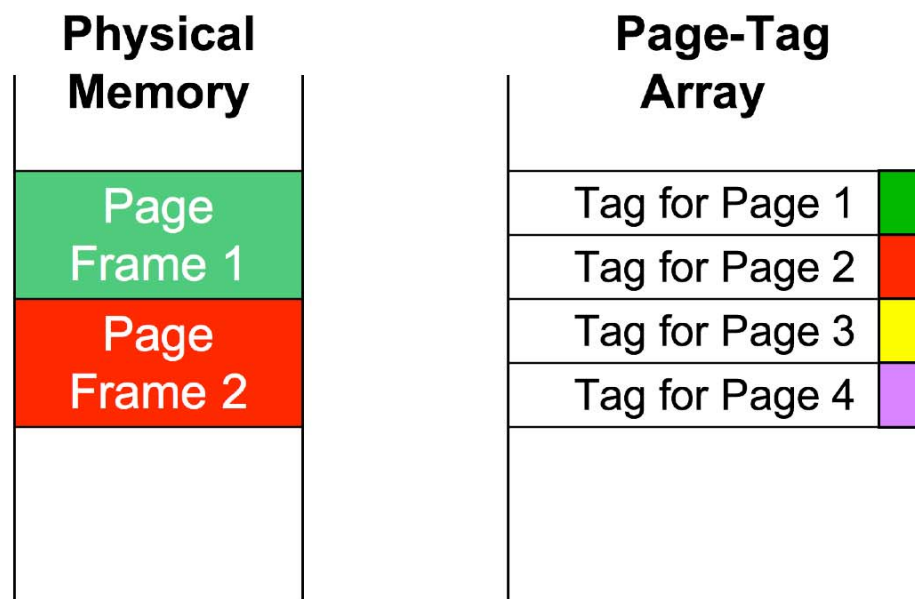 Physical
Memory
Page
Frame 1
Page
Frame 2
Page-Tag
Array
Tag for Page 1
Tag for Page 2
Tag for Page 3
Tag for Page 4